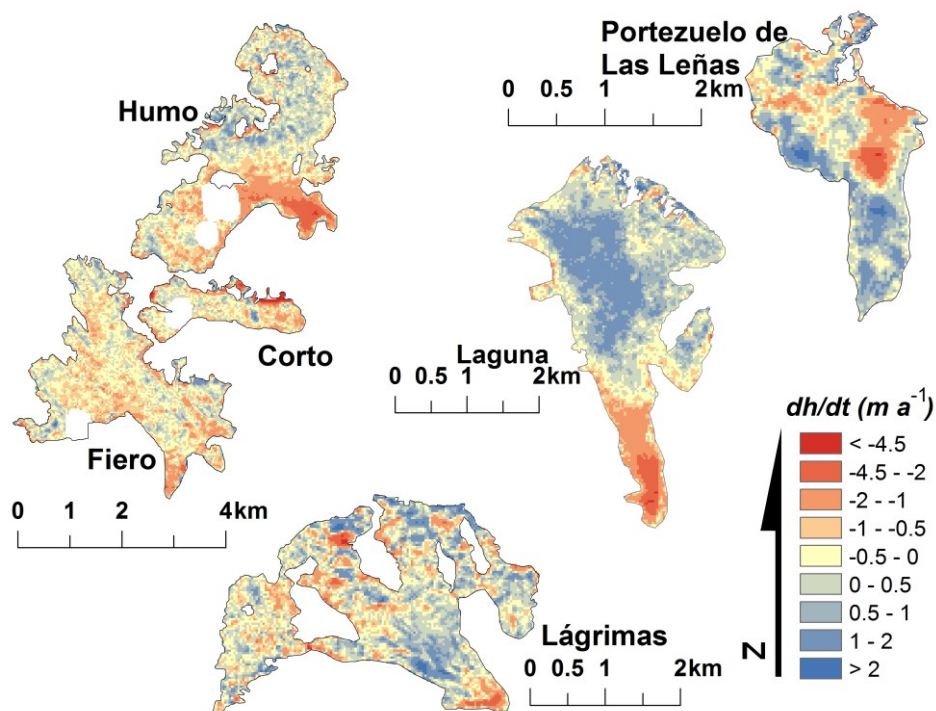 Portezuelo de
Las Leñas
0 0.5 1 2km
Humo
Corto
Laguna
0 0.5 1 2km
Fiero
0 1 2 4km
Lágrimas
0 0.5 1 2km
dh/dt (m a⁻¹)
< -4.5
-4.5 - -2
-2 - -1
-1 - -0.5
-0.5 - 0
0 - 0.5
0.5 - 1
1 - 2
> 2
N